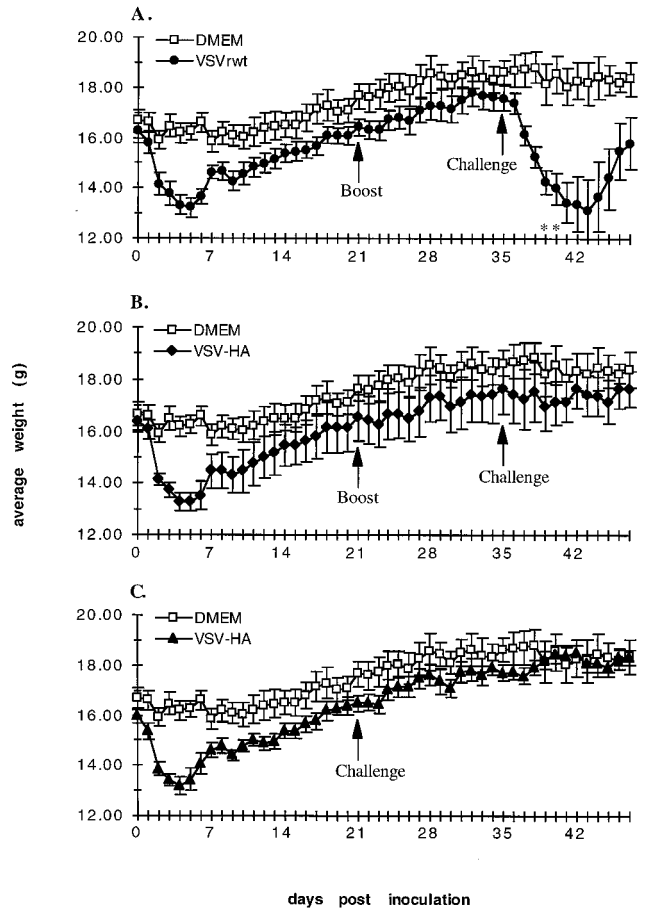 A.
20.00
DMEM
VSVrwt
18.00
16.00
14.00
12.00
Boost
Challenge
**
0 7 14 21 28 35 42
B.
20.00
DMEM
VSV-HA
18.00
16.00
14.00
12.00
Boost
Challenge
0 7 14 21 28 35 42
C.
20.00
DMEM
VSV-HA
18.00
16.00
14.00
12.00
Challenge
0 7 14 21 28 35 42
average weight (g)
days post inoculation